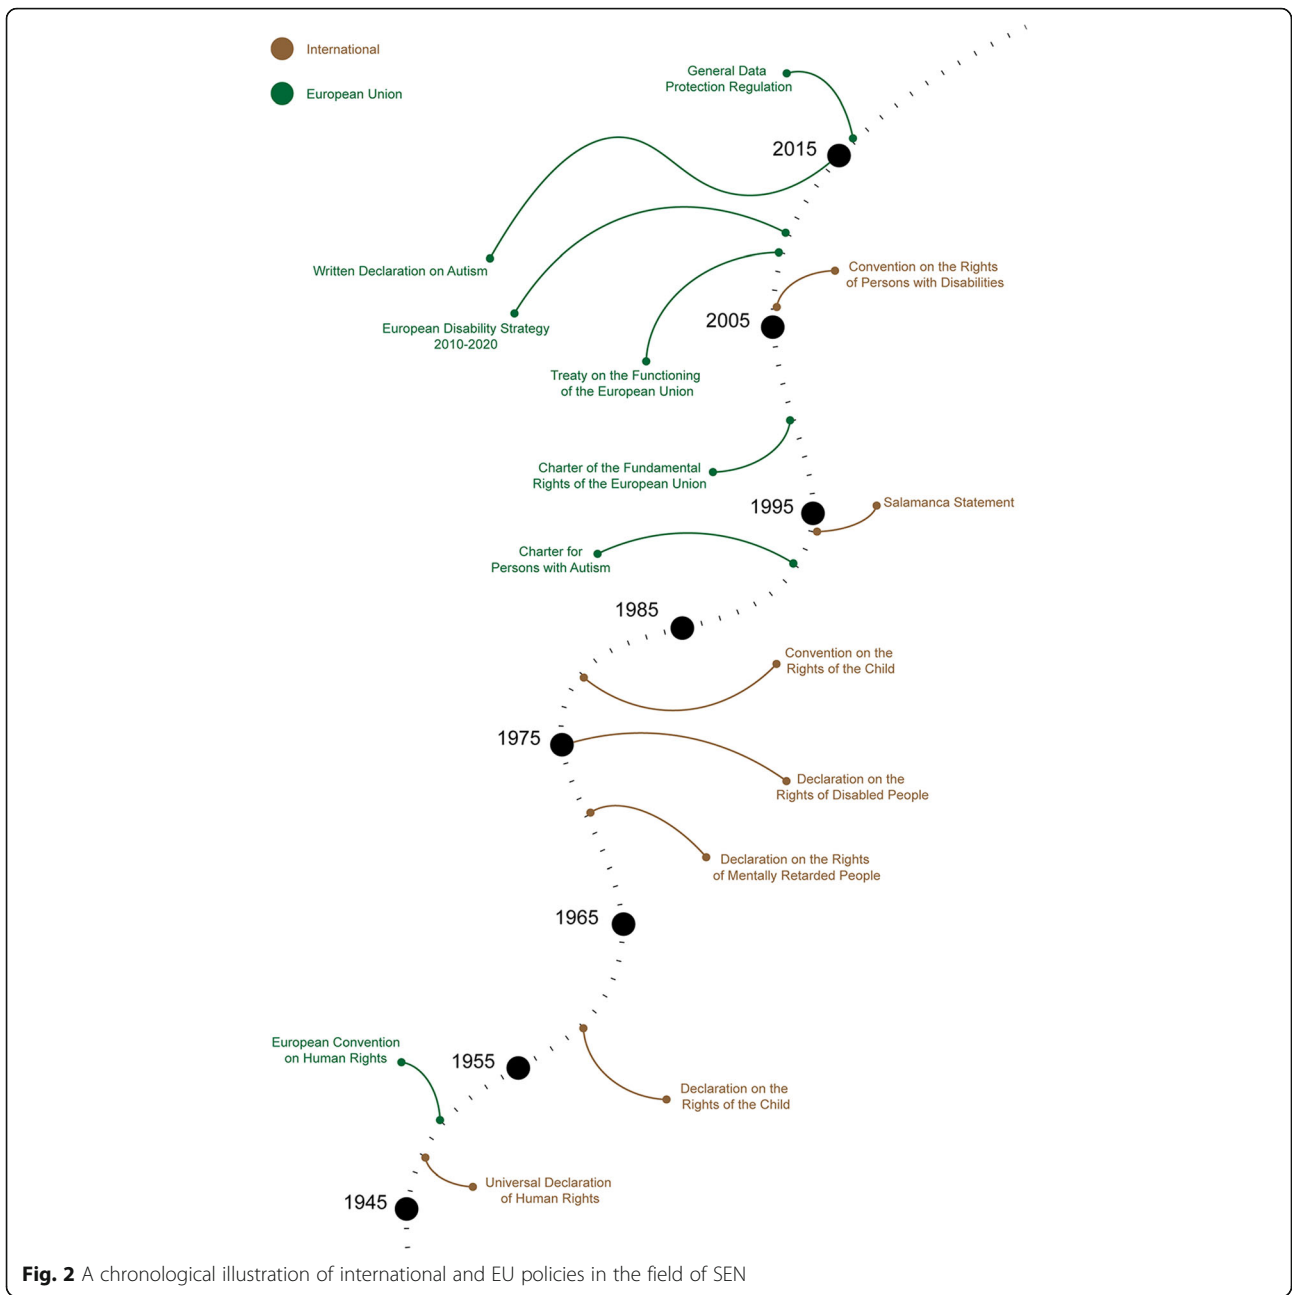 International
European Union
General Data
Protection Regulation
2015
Written Declaration on Autism
Convention on the Rights
of Persons with Disabilities
European Disability Strategy
2010-2020
2005
Treaty on the Functioning
of the European Union
Charter of the Fundamental
Rights of the European Union
1995
Salamanca Statement
Charter for
Persons with Autism
1985
Convention on the
Rights of the Child
1975
Declaration on the
Rights of Disabled People
Declaration on the Rights
of Mentally Retarded People
1965
European Convention
on Human Rights
1955
Declaration on the
Rights of the Child
Universal Declaration
of Human Rights
1945
Fig. 2 A chronological illustration of international and EU policies in the field of SEN